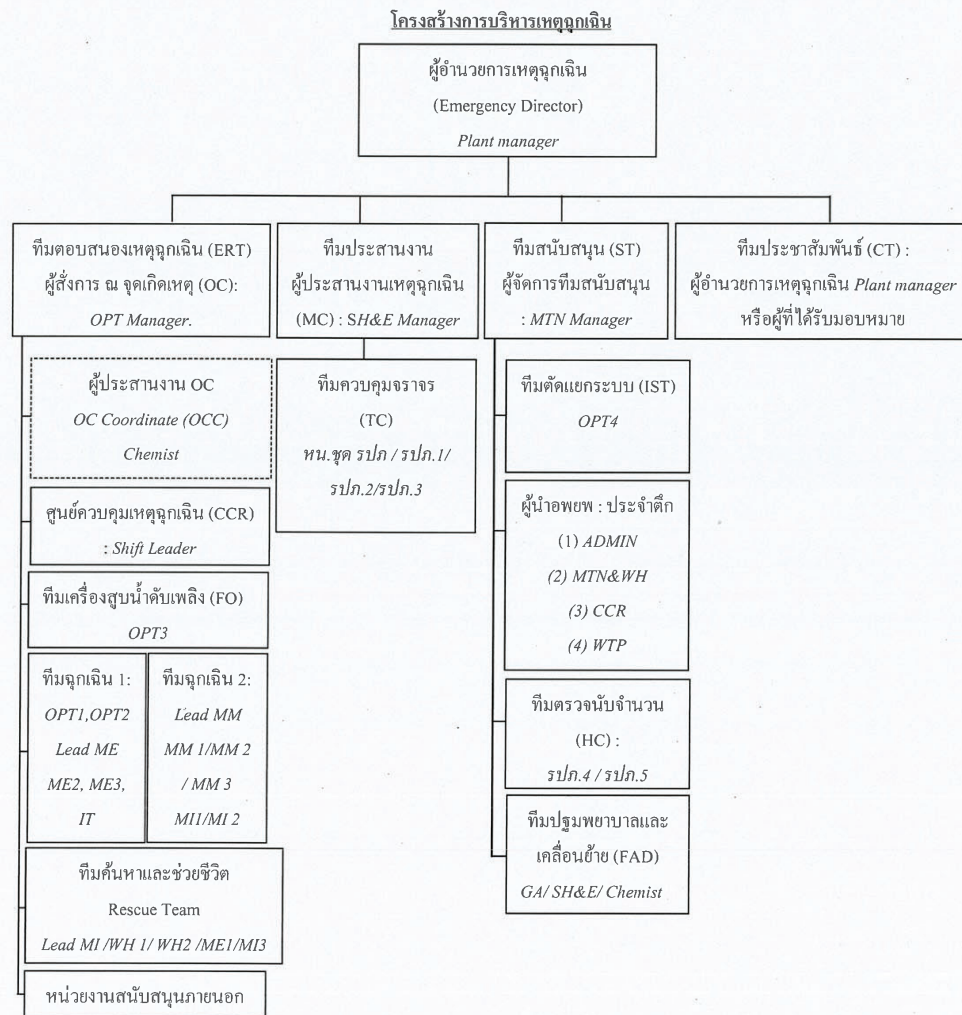 โครงสร้างการบริหารเหตุฉุกเฉิน
ผู้อำนวยการเหตุฉุกเฉิน
(Emergency Director)
Plant manager
ทีมตอบสนองเหตุฉุกเฉิน (ERT)
ผู้สั่งการ ณ จุดเกิดเหตุ (OC):
OPT Manager.
ทีมประสานงาน
ผู้ประสานงานเหตุฉุกเฉิน
(MC) : SH&E Manager
ทีมสนับสนุน (ST)
ผู้จัดการทีมสนับสนุน
: MTN Manager
ทีมประชาสัมพันธ์ (CT) :
ผู้อำนวยการเหตุฉุกเฉิน Plant manager
หรือผู้ที่ได้รับมอบหมาย
ผู้ประสานงาน OC
OC Coordinate (OCC)
Chemist
ศูนย์ควบคุมเหตุฉุกเฉิน (CCR)
: Shift Leader
ทีมเครื่องสูบน้ำดับเพลิง (FO)
OPT3
ทีมฉุกเฉิน 1:
OPT1,OPT2
Lead ME
ME2, ME3,
IT
ทีมฉุกเฉิน 2:
Lead MM
MM 1/MM 2
/ MM 3
MI1/MI 2
ทีมค้นหาและช่วยชีวิต
Rescue Team
Lead MI /WH 1/ WH2 /ME1/MI3
หน่วยงานสนับสนุนภายนอก
ทีมควบคุมจราจร
(TC)
หน.ชุด รปภ / รปภ.1/
รปภ.2/รปภ.3
ทีมตัดแยกระบบ (IST)
OPT4
ผู้นำอพยพ : ประจำตึก
(1) ADMIN
(2) MTN&WH
(3) CCR
(4) WTP
ทีมตรวจนับจำนวน
(HC) :
รปภ.4 / รปภ.5
ทีมปฐมพยาบาลและ
เคลื่อนย้าย (FAD)
GA/ SH&E/ Chemist